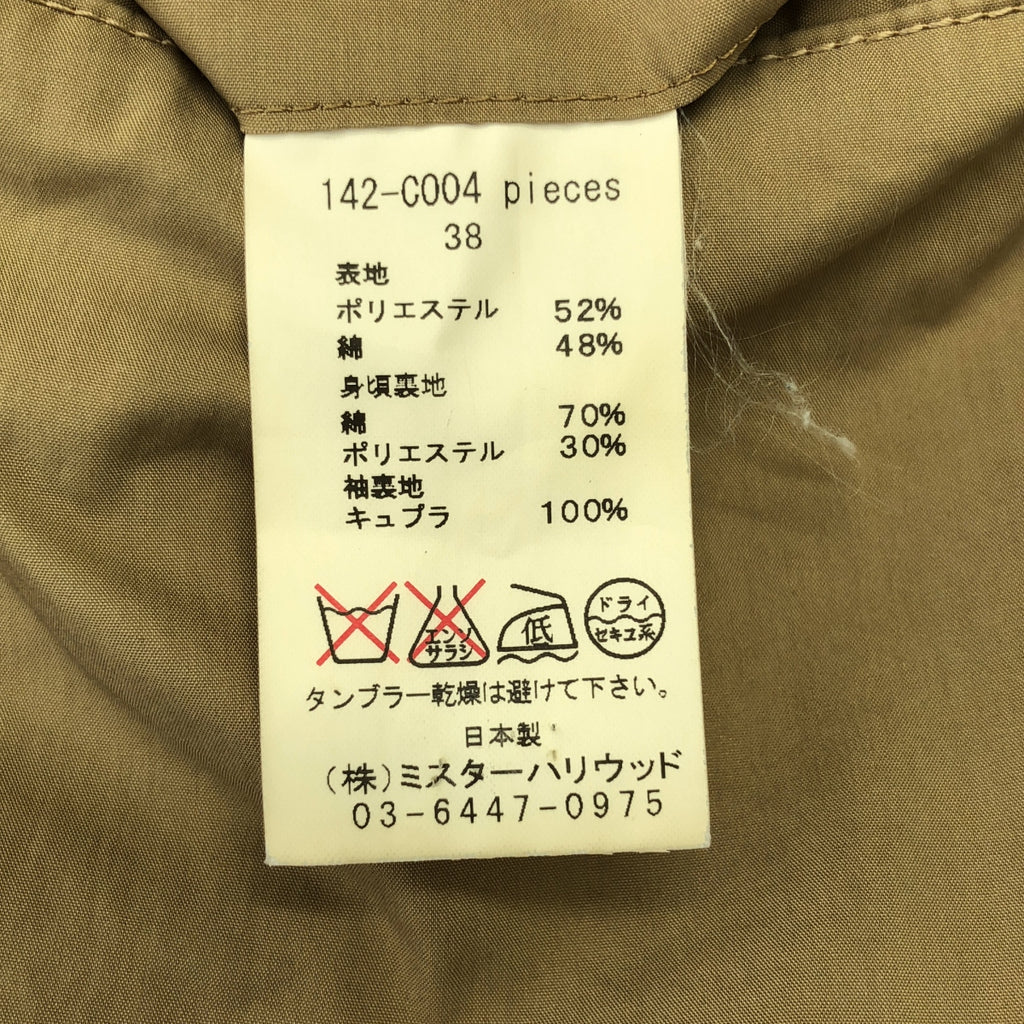 142-C004 pieces
38
表地
ポリエステル 52%
綿 48%
身頃裏地
綿 70%
ポリエステル 30%
袖裏地
キュプラ 100%
エンソ
サラシ
低
ドライ
セキユ系
タンブラー乾燥は避けて下さい。
日本製
(株)ミスターハリウッド
03-6447-0975